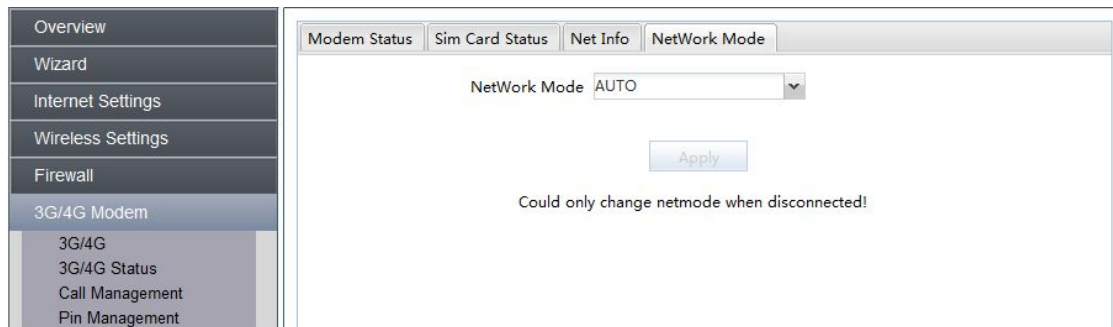 Overview
Wizard
Internet Settings
Wireless Settings
Firewall
3G/4G Modem
3G/4G
3G/4G Status
Call Management
Pin Management
Modem Status
Sim Card Status
Net Info
NetWork Mode
NetWork Mode AUTO
Apply
Could only change netmode when disconnected!